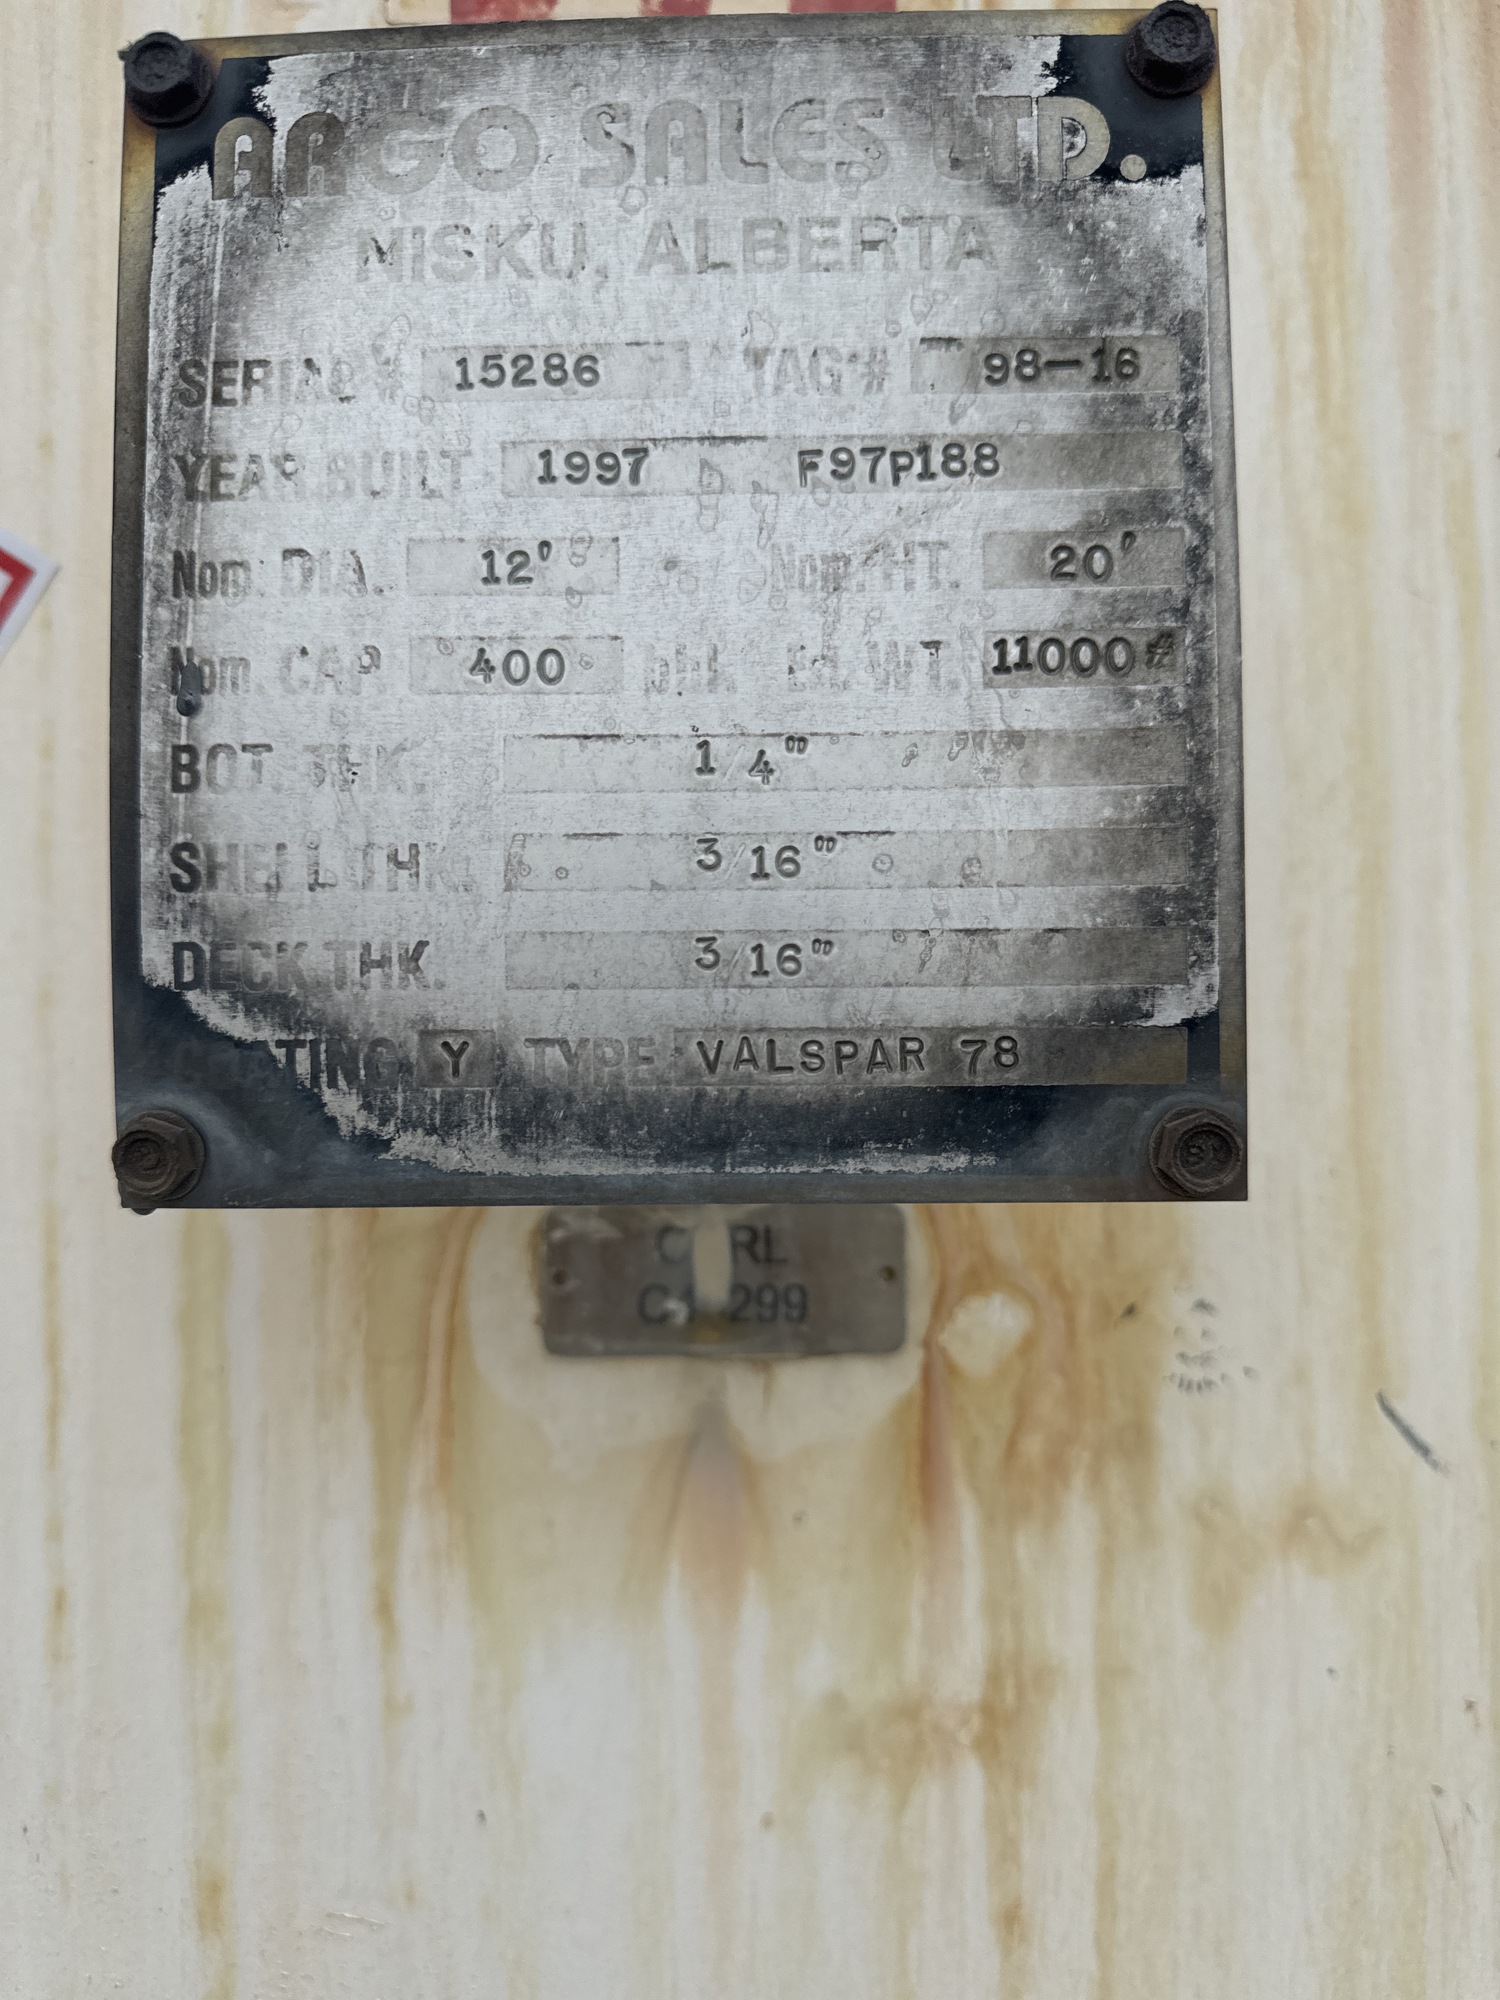 ARGO SALES LTD.
NISKU, ALBERTA
SERIAL # 15286 TAG # 98-16
YEAR BUILT 1997 F97P188
Nom. DIA. 12' Nom. HT. 20'
Nom. CAP. 400 bbl. Em. WT. 11000#
BOT. THK. 1/4"
SHELL THK. 3/16"
DECK THK. 3/16"
COATING Y TYPE VALSPAR 78
299